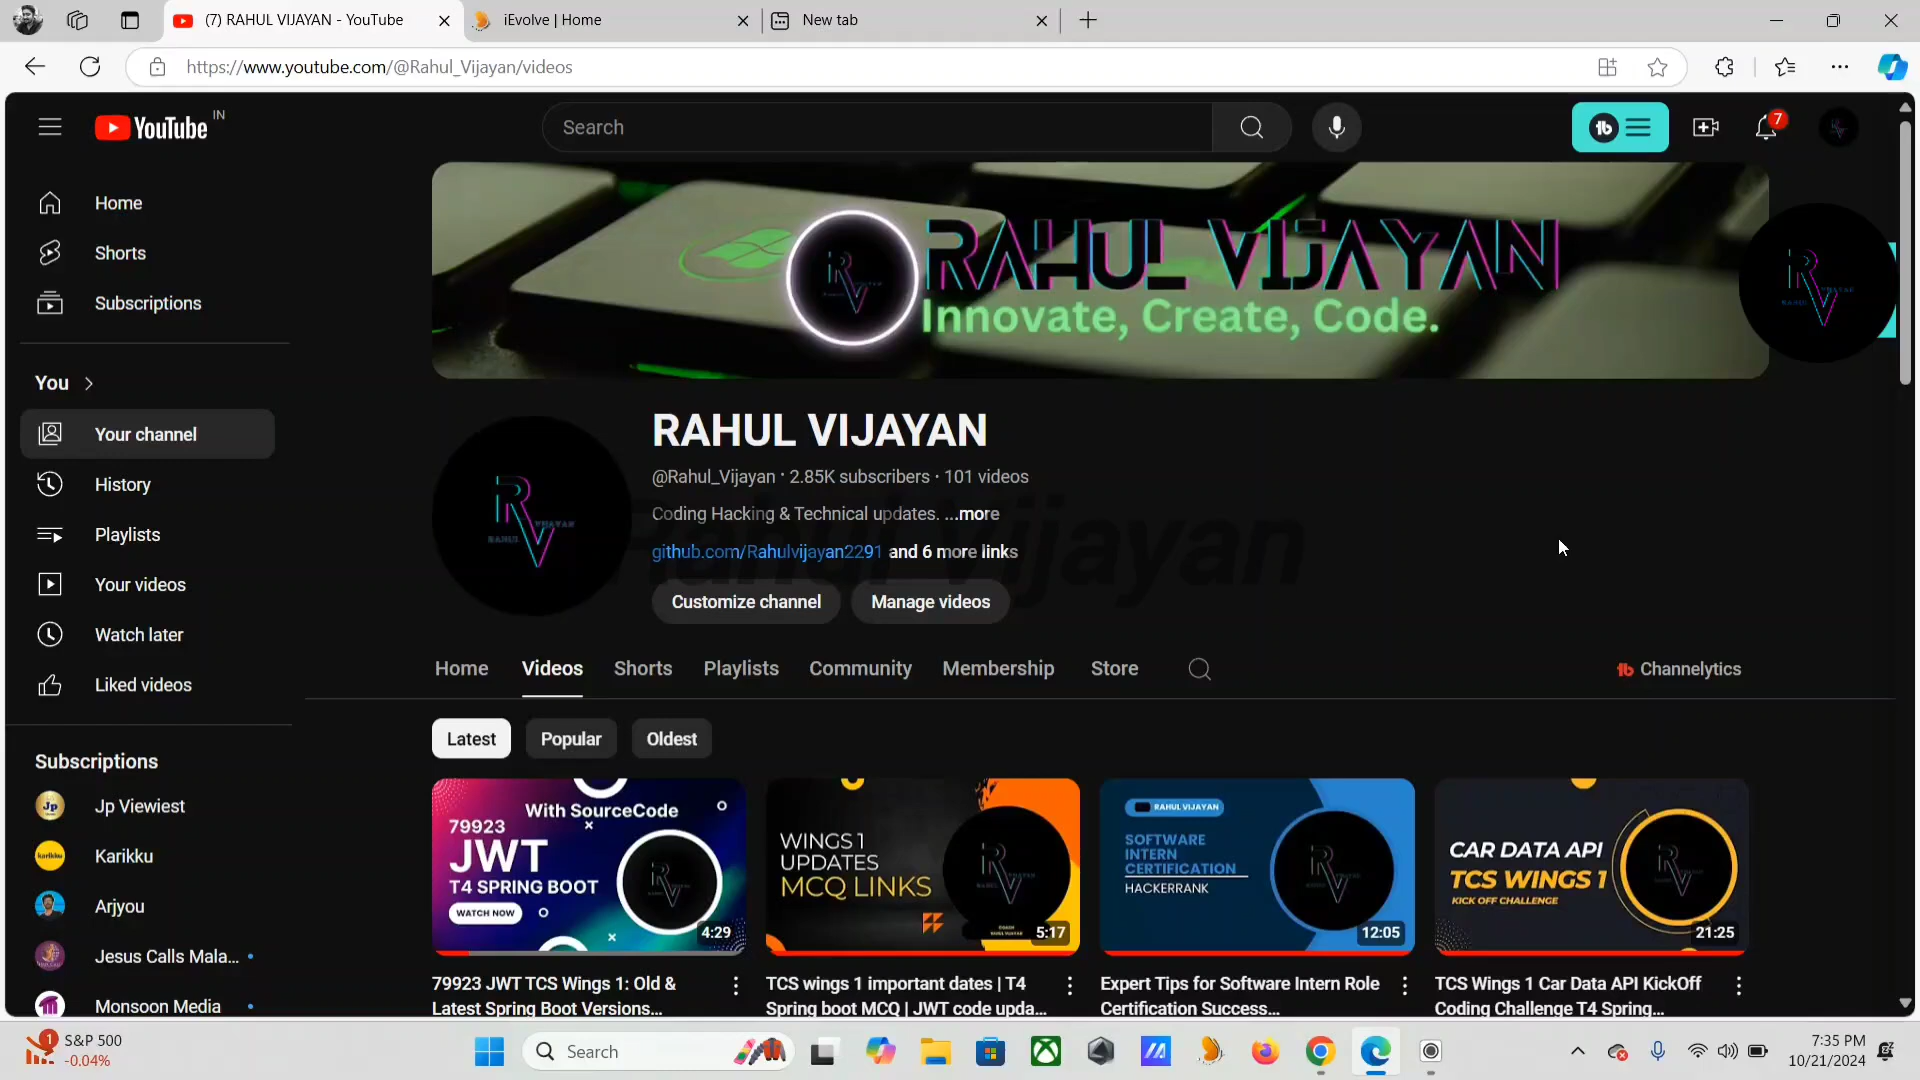 (7) RAHUL VIJAYAN - YouTube
iEvolve | Home
New tab
https://www.youtube.com/@Rahul_Vijayan/videos
YouTube IN
Search
7
Home
Shorts
Subscriptions
You
Your channel
History
Playlists
Your videos
Watch later
Liked videos
Subscriptions
Jp Viewiest
Karikku
Arjyou
Jesus Calls Mala...
Monsoon Media
RAHUL VIJAYAN
Innovate, Create, Code.
RAHUL VIJAYAN
@Rahul_Vijayan · 2.85K subscribers · 101 videos
Coding Hacking & Technical updates. ...more
github.com/Rahulvijayan2291 and 6 more links
Rahul Vijayan
Customize channel
Manage videos
Home
Videos
Shorts
Playlists
Community
Membership
Store
Channelytics
Latest
Popular
Oldest
With SourceCode
79923
JWT
T4 SPRING BOOT
WATCH NOW
4:29
WINGS 1
UPDATES
MCQ LINKS
5:17
RAHUL VIJAYAN
SOFTWARE
INTERN
CERTIFICATION
HACKERRANK
12:05
CAR DATA API
TCS WINGS 1
KICK OFF CHALLENGE
21:25
79923 JWT TCS Wings 1: Old &
Latest Spring Boot Versions...
TCS wings 1 important dates | T4
Spring boot MCQ | JWT code upda...
Expert Tips for Software Intern Role
Certification Success...
TCS Wings 1 Car Data API KickOff
Coding Challenge T4 Spring...
1
S&P 500
-0.04%
Search
7:35 PM
10/21/2024